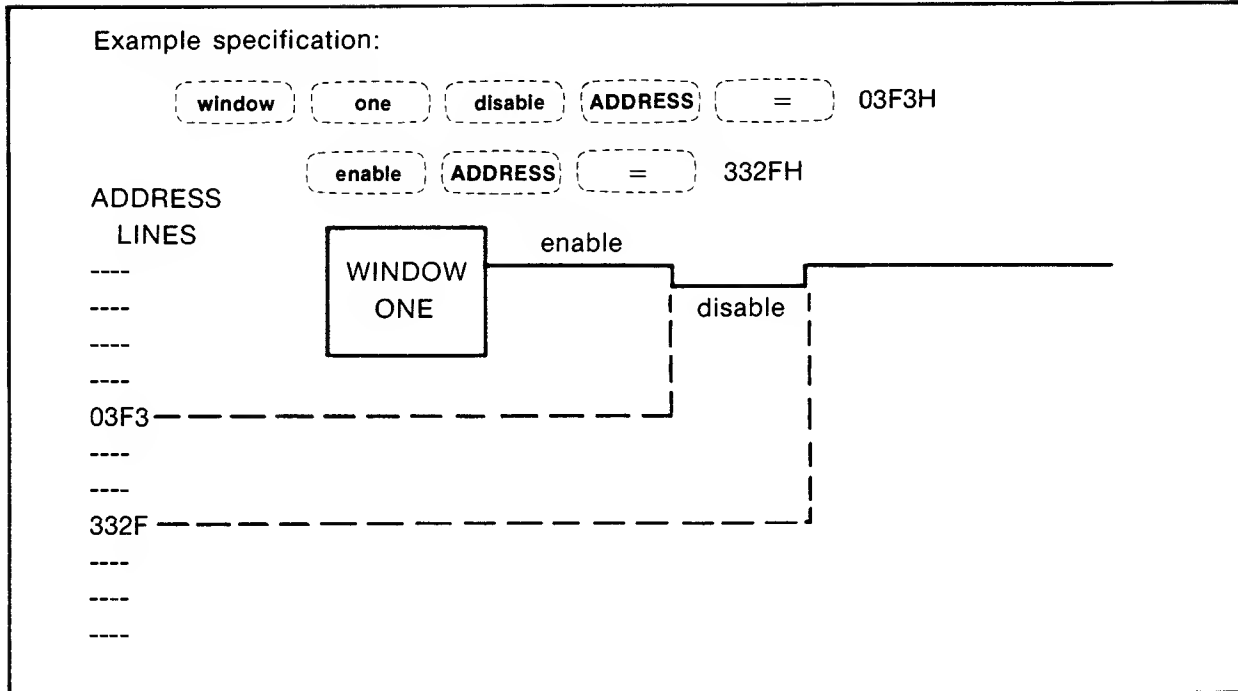 Example specification:
window one disable ADDRESS = 03F3H
enable ADDRESS = 332FH
ADDRESS
LINES
enable
WINDOW
ONE
disable
----
----
----
----
03F3
----
----
332F
----
----
----